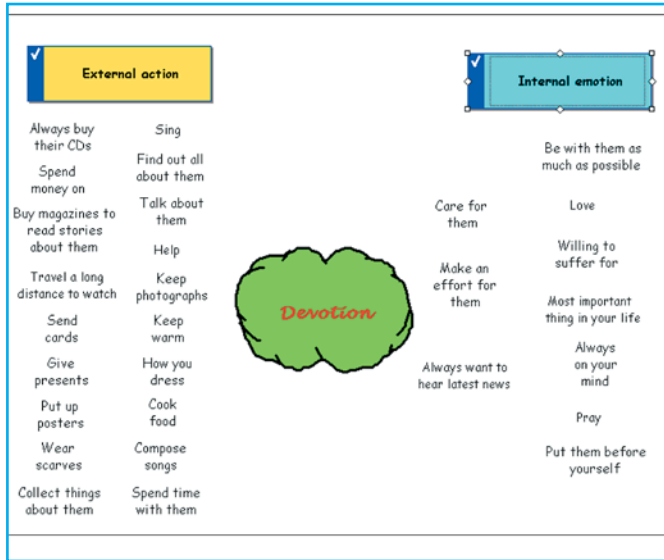 External action
Internal emotion
Always buy
their CDs
Spend
money on
Buy magazines to
read stories
about them
Travel a long
distance to watch
Send
cards
Give
presents
Put up
posters
Wear
scarves
Collect things
about them
Sing
Find out all
about them
Talk about
them
Help
Keep
photographs
Keep
warm
How you
dress
Cook
food
Compose
songs
Spend time
with them
Devotion
Care for
them
Make an
effort for
them
Always want to
hear latest news
Be with them as
much as possible
Love
Willing to
suffer for
Most important
thing in your life
Always
on your
mind
Pray
Put them before
yourself